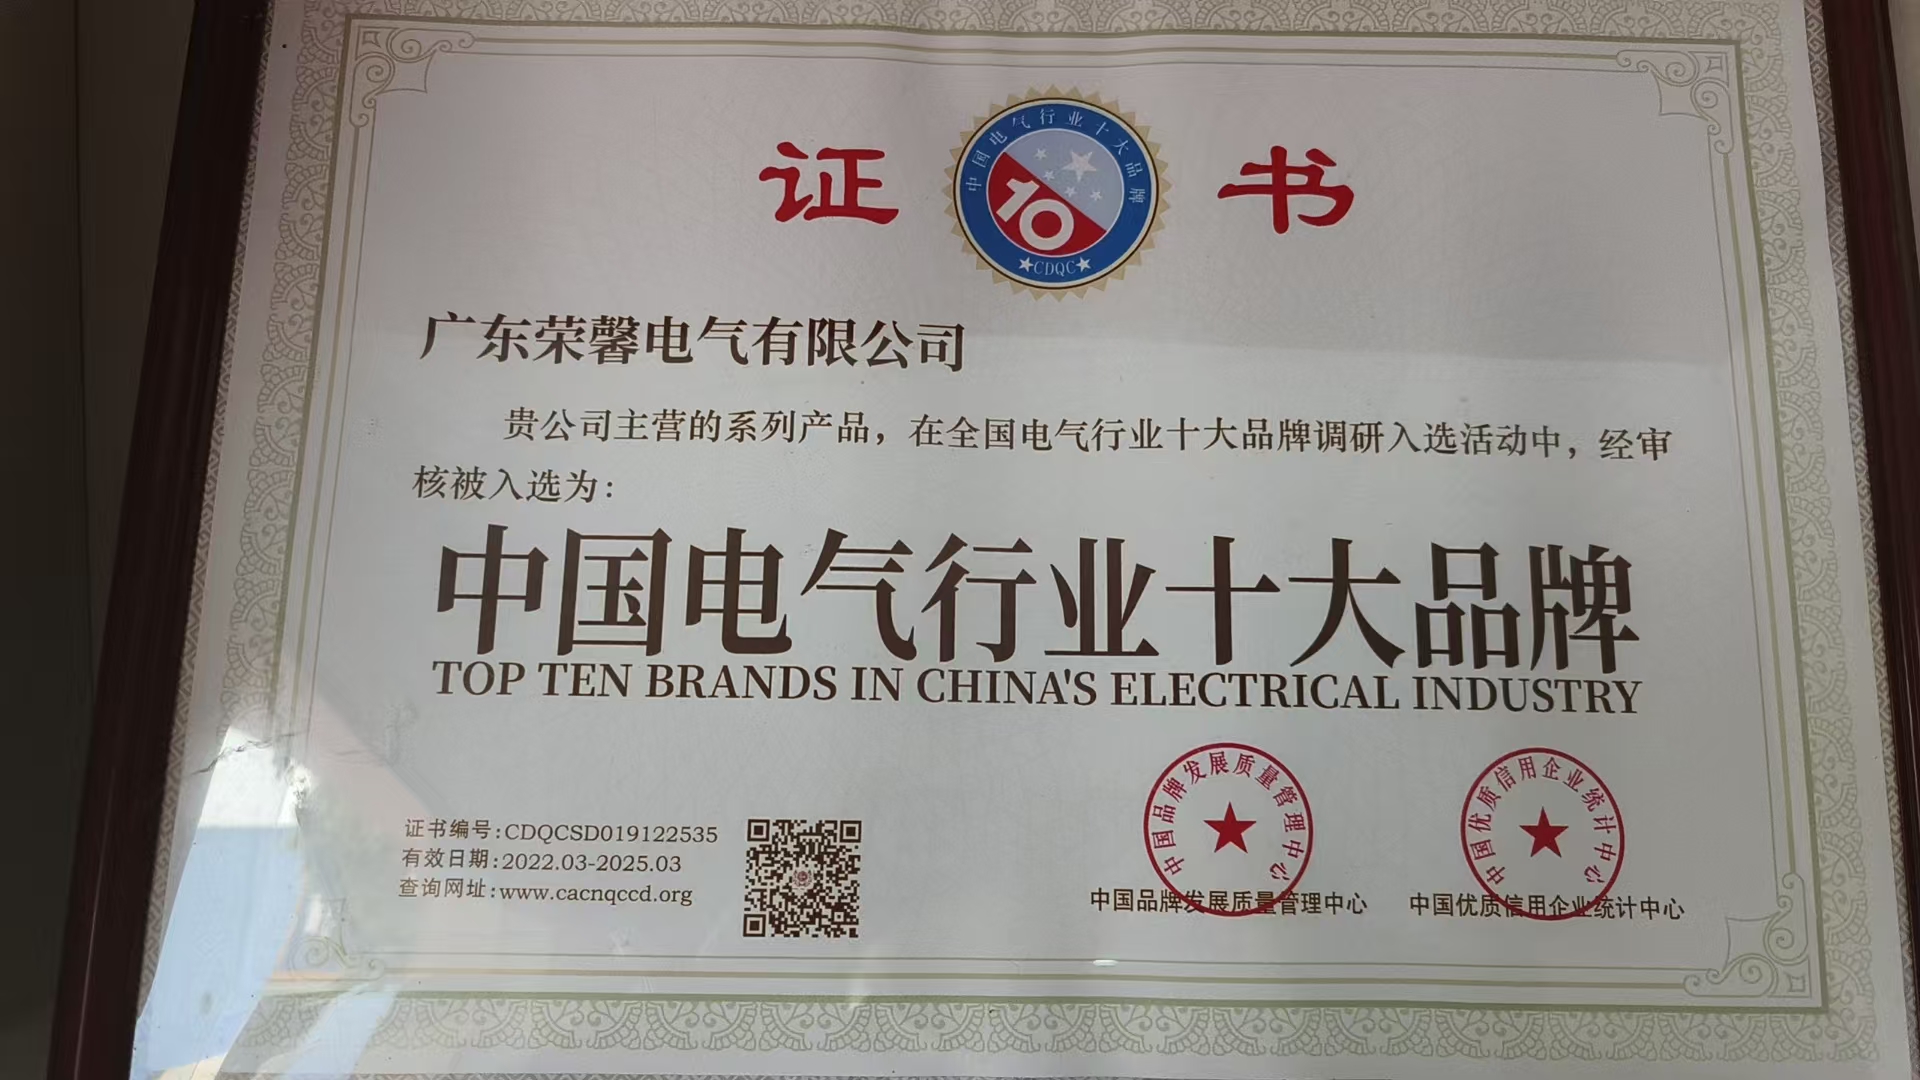 证 书
中国电气行业十大品牌
10
CDQC
广东荣馨电气有限公司
贵公司主营的系列产品，在全国电气行业十大品牌调研入选活动中，经审
核被入选为：
中国电气行业十大品牌
TOP TEN BRANDS IN CHINA'S ELECTRICAL INDUSTRY
证书编号:CDQCSD019122535
有效日期:2022.03-2025.03
查询网址:www.cacnqccd.org
中国品牌发展质量管理中心
中国优质信用企业统计中心
中国品牌发展质量管理中心
中国优质信用企业统计中心